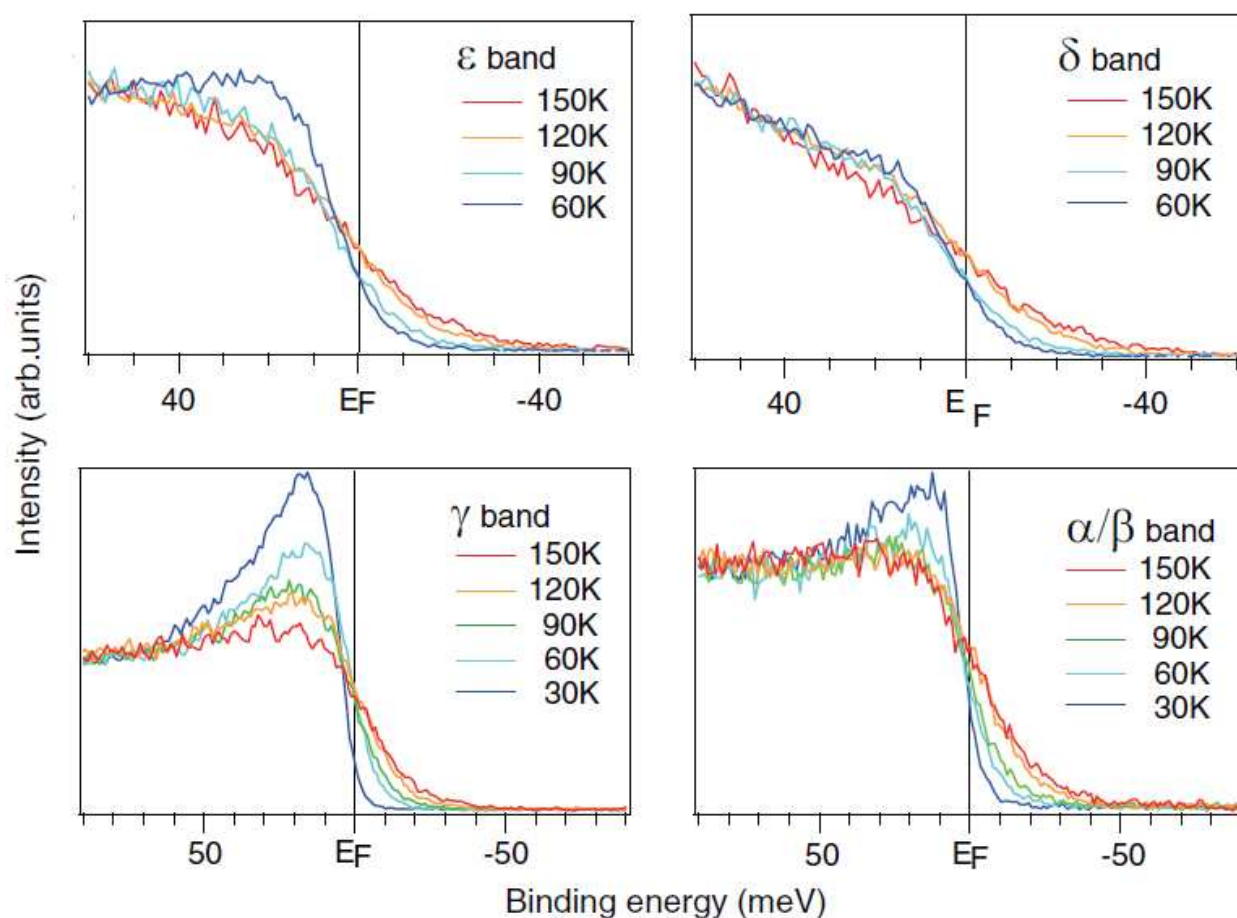 ε band
150K
120K
90K
60K
40
EF
-40
δ band
150K
120K
90K
60K
40
E F
-40
Intensity (arb.units)
γ band
150K
120K
90K
60K
30K
50
EF
-50
α/β band
150K
120K
90K
60K
30K
50
EF
-50
Binding energy (meV)